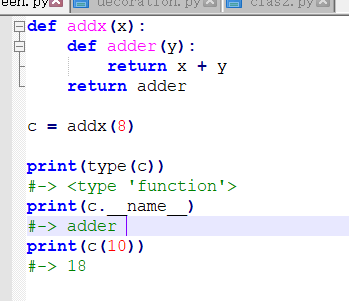 een.py
decoration.py
clas2.py
def addx(x):
    def adder(y):
        return x + y
    return adder
c = addx(8)
print(type(c))
#-> <type 'function'>
print(c.__name__)
#-> adder
print(c(10))
#-> 18